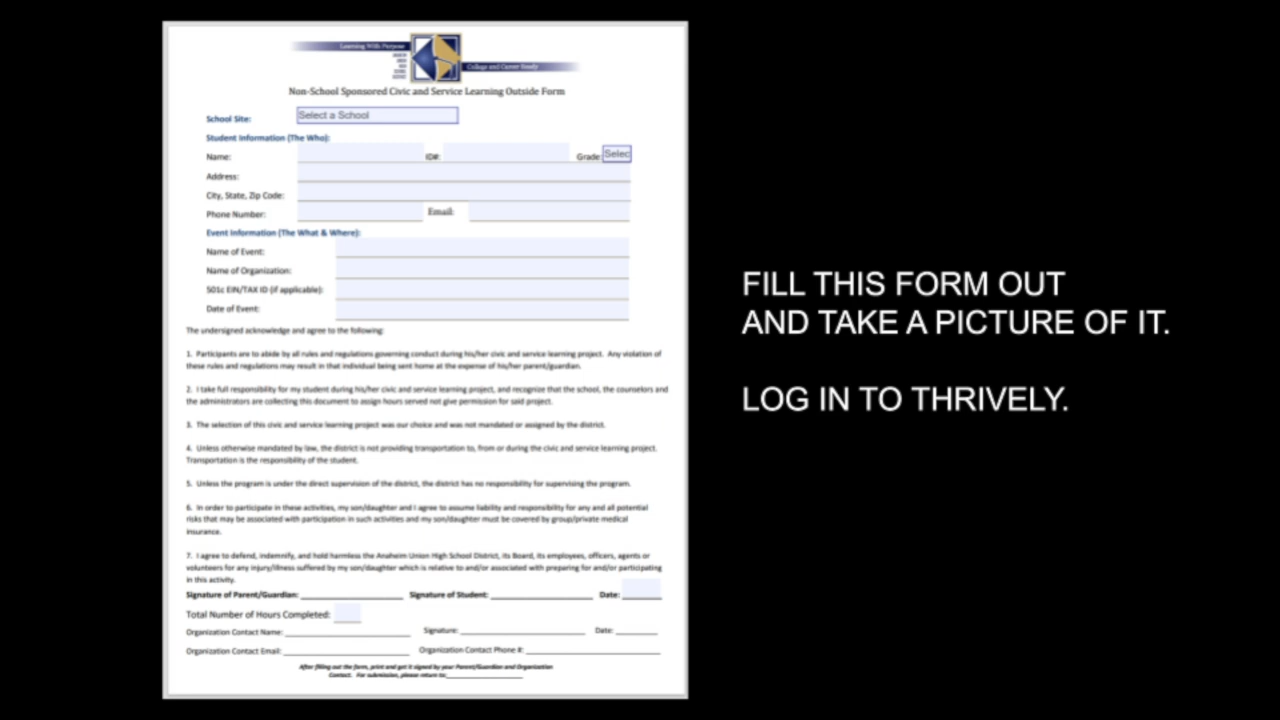 Learning With Purpose
College and Career Ready
Non-School Sponsored Civic and Service Learning Outside Form
School Site: Select a School
Student Information (The Who):
Name: ID#: Grade: Selec
Address:
City, State, Zip Code:
Phone Number: Email:
Event Information (The What & Where):
Name of Event:
Name of Organization:
501c EIN/TAX ID (if applicable):
Date of Event:
The undersigned acknowledge and agree to the following:
1. Participants are to abide by all rules and regulations governing conduct during his/her civic and service learning project. Any violation of
these rules and regulations may result in that individual being sent home at the expense of his/her parent/guardian.
2. I take full responsibility for my student during his/her civic and service learning project, and recognize that the school, the counselors and
the administrators are collecting this document to assign hours served not give permission for said project.
3. The selection of this civic and service learning project was our choice and was not mandated or assigned by the district.
4. Unless otherwise mandated by law, the district is not providing transportation to, from or during the civic and service learning project.
Transportation is the responsibility of the student.
5. Unless the program is under the direct supervision of the district, the district has no responsibility for supervising the program.
6. In order to participate in these activities, my son/daughter and I agree to assume liability and responsibility for any and all potential
risks that may be associated with participation in such activities and my son/daughter must be covered by group/private medical
insurance.
7. I agree to defend, indemnify, and hold harmless the Anaheim Union High School District, its Board, its employees, officers, agents or
volunteers for any injury/illness suffered by my son/daughter which is relative to and/or associated with preparing for and/or participating
in this activity.
Signature of Parent/Guardian: Signature of Student: Date:
Total Number of Hours Completed:
Organization Contact Name: Signature: Date:
Organization Contact Email: Organization Contact Phone #:
After filling out the form, print and get it signed by your Parent/Guardian and Organization
Contact. For submission, please return to:
FILL THIS FORM OUT
AND TAKE A PICTURE OF IT.
LOG IN TO THRIVELY.